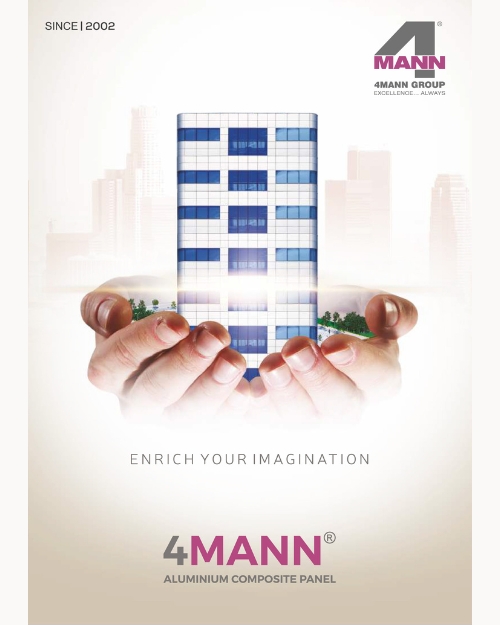 SINCE | 2002
4
MANN®
4MANN GROUP
EXCELLENCE... ALWAYS
ENRICH YOUR IMAGINATION
4MANN®
ALUMINIUM COMPOSITE PANEL